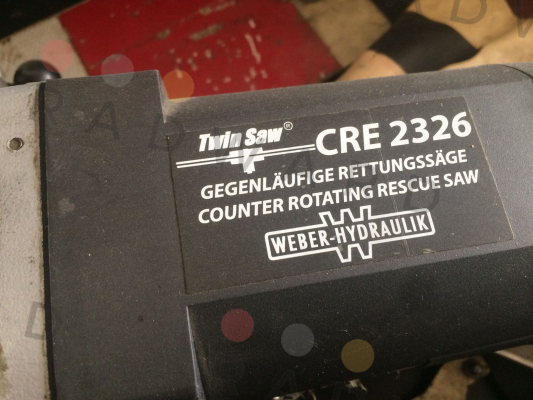 Twin Saw® CRE 2326
GEGENLÄUFIGE RETTUNGSSÄGE
COUNTER ROTATING RESCUE SAW
WEBER-HYDRAULIK